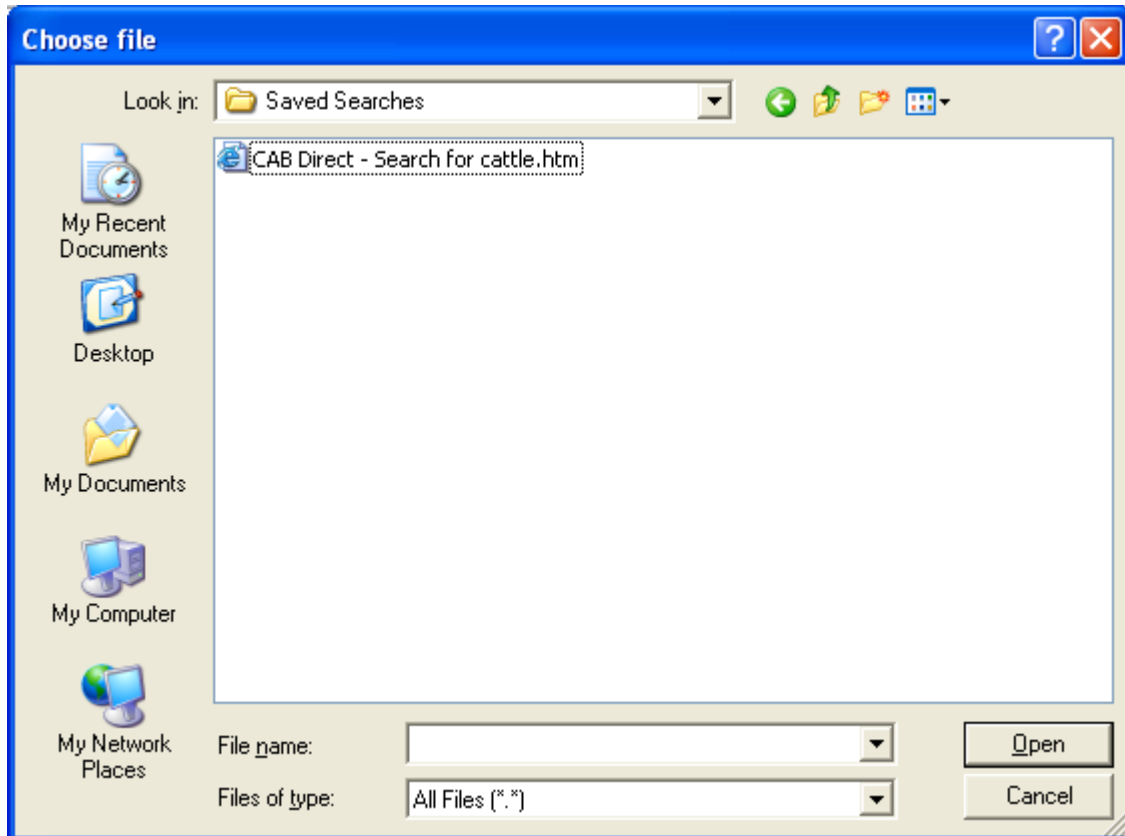 Choose file
Look in:
Saved Searches
CAB Direct - Search for cattle.htm
My Recent
Documents
Desktop
My Documents
My Computer
My Network
Places
File name:
Open
Files of type:
All Files (*.*)
Cancel